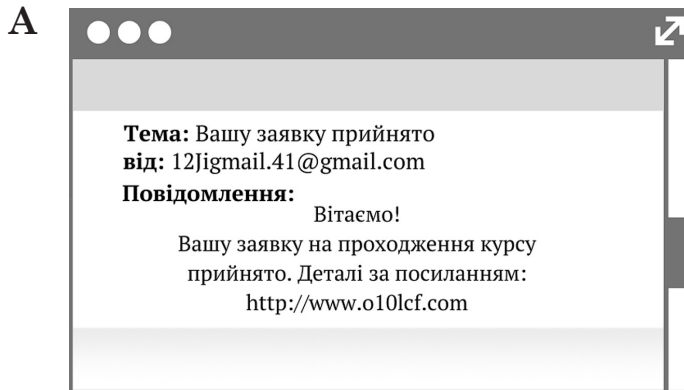 А
Тема: Вашу заявку прийнято
від: 12Jigmail.41@gmail.com
Повідомлення:
Вітаємо!
Вашу заявку на проходження курсу
прийнято. Деталі за посиланням:
http://www.o10lcf.com